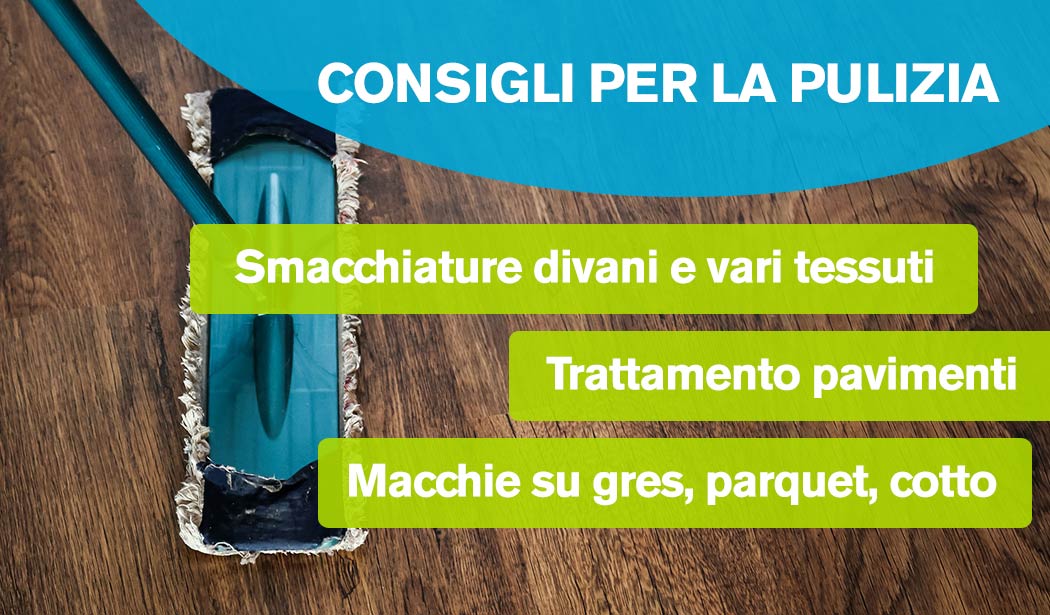 CONSIGLI PER LA PULIZIA
Smacchiature divani e vari tessuti
Trattamento pavimenti
Macchie su gres, parquet, cotto